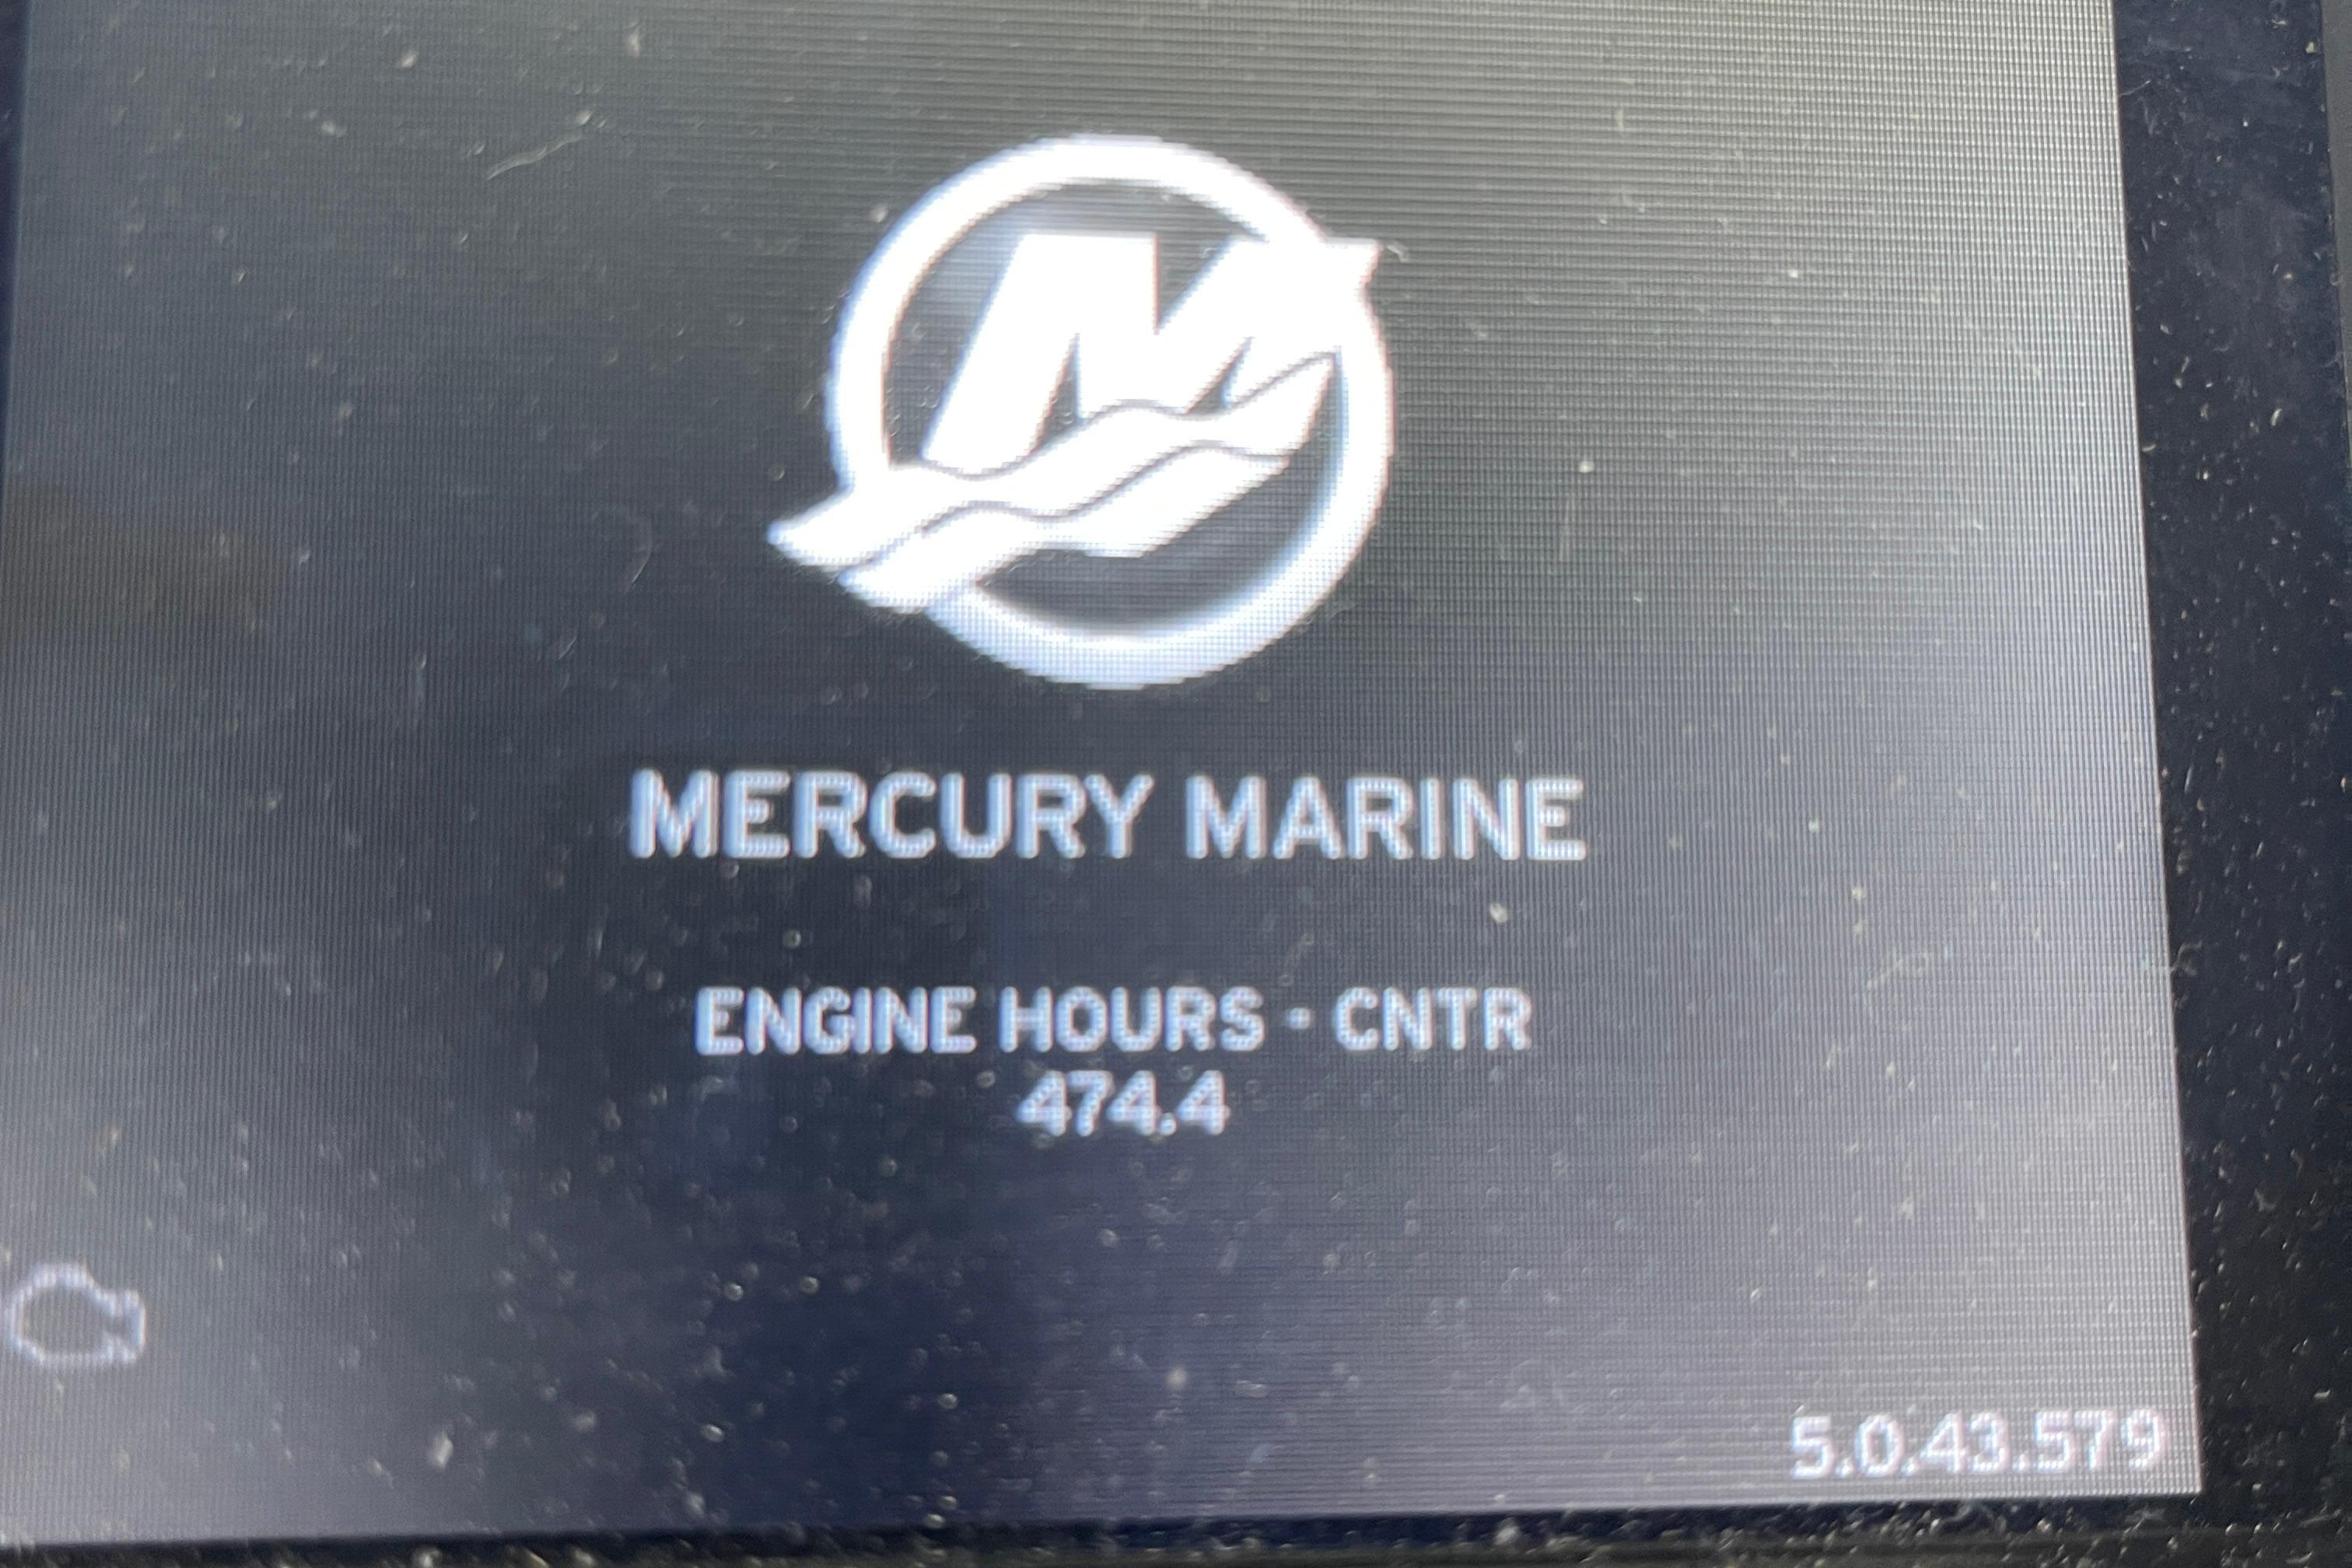 MERCURY MARINE
ENGINE HOURS - CNTR
474.4
5.0.43.579